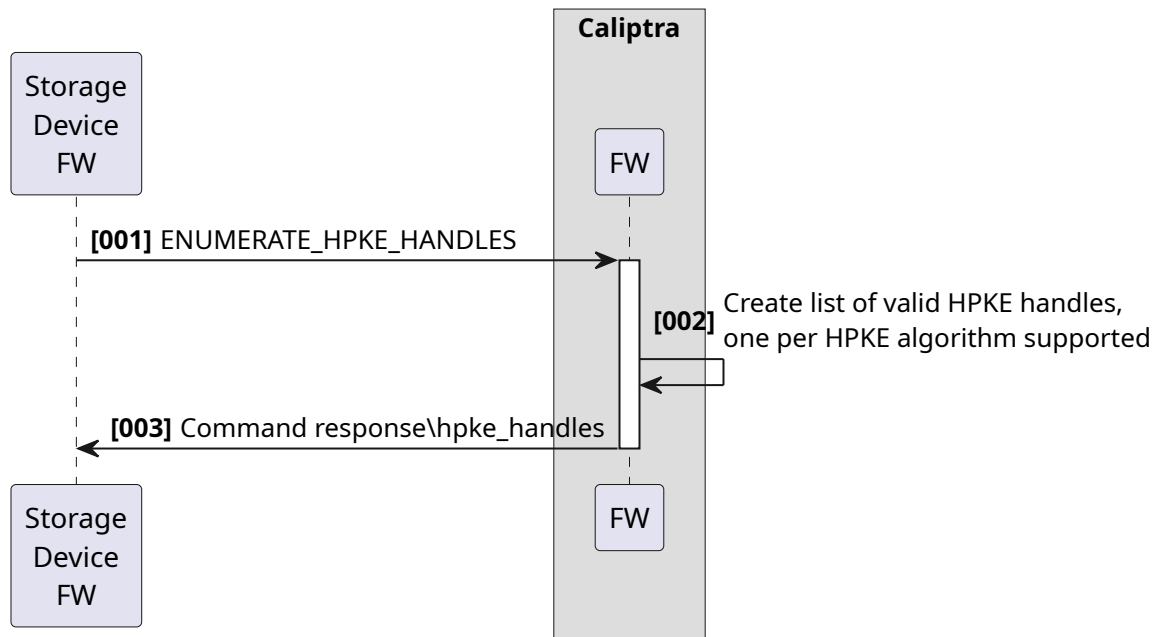 Caliptra
Storage
Device
FW
FW
[001] ENUMERATE_HPKE_HANDLES
Create list of valid HPKE handles,
[002]
one per HPKE algorithm supported
[003] Command response\hpke_handles
Storage
Device
FW
FW